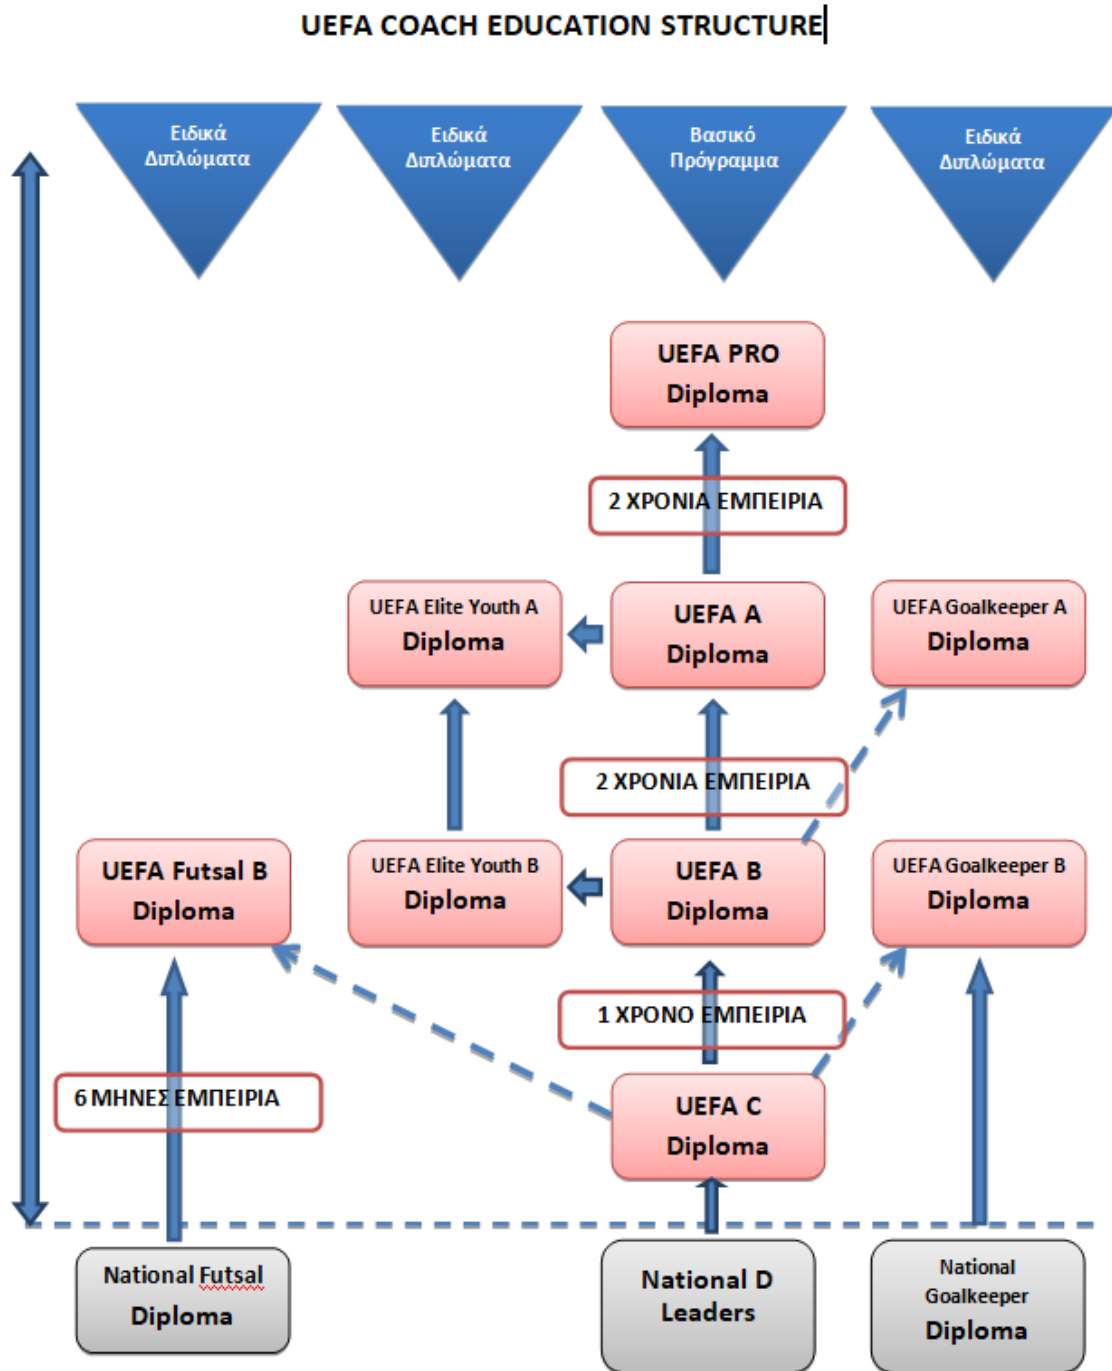 UEFA COACH EDUCATION STRUCTURE
Ειδικά
Διπλώματα
Ειδικά
Διπλώματα
Βασικό
Πρόγραμμα
Ειδικά
Διπλώματα
UEFA PRO
Diploma
2 ΧΡΟΝΙΑ ΕΜΠΕΙΡΙΑ
UEFA Elite Youth A
Diploma
UEFA A
Diploma
UEFA Goalkeeper A
Diploma
2 ΧΡΟΝΙΑ ΕΜΠΕΙΡΙΑ
UEFA Futsal B
Diploma
UEFA Elite Youth B
Diploma
UEFA B
Diploma
UEFA Goalkeeper B
Diploma
1 ΧΡΟΝΟ ΕΜΠΕΙΡΙΑ
6 ΜΗΝΕΣ ΕΜΠΕΙΡΙΑ
UEFA C
Diploma
National Futsal
Diploma
National D
Leaders
National
Goalkeeper
Diploma